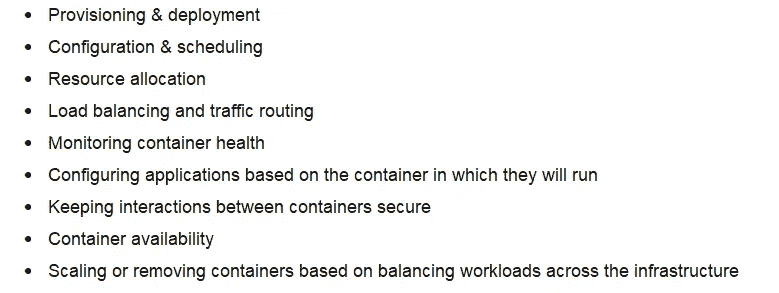 • Provisioning & deployment
• Configuration & scheduling
• Resource allocation
• Load balancing and traffic routing
• Monitoring container health
• Configuring applications based on the container in which they will run
• Keeping interactions between containers secure
• Container availability
• Scaling or removing containers based on balancing workloads across the infrastructure